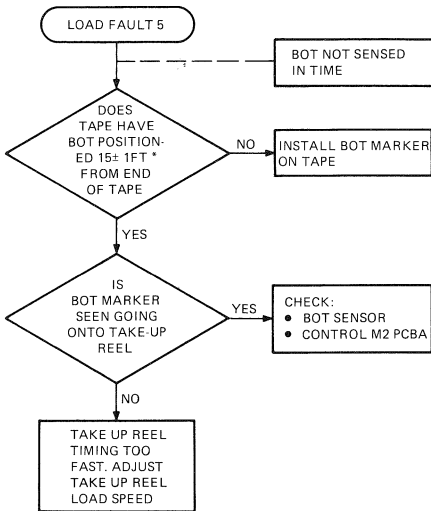 LOAD FAULT 5
BOT NOT SENSED
IN TIME
DOES
TAPE HAVE
BOT POSITION-
ED 15± 1FT *
FROM END
OF TAPE
NO
INSTALL BOT MARKER
ON TAPE
YES
IS
BOT MARKER
SEEN GOING
ONTO TAKE-UP
REEL
YES
CHECK:
• BOT SENSOR
• CONTROL M2 PCBA
NO
TAKE UP REEL
TIMING TOO
FAST. ADJUST
TAKE UP REEL
LOAD SPEED